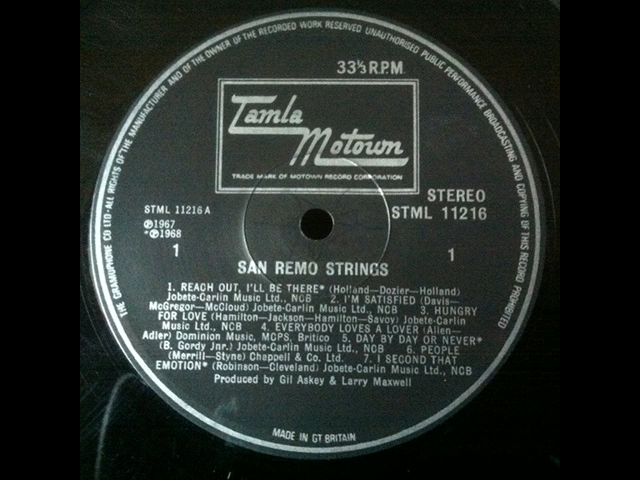 THE GRAMOPHONE CO LTD·ALL RIGHTS OF THE MANUFACTURER AND OF THE OWNER OF THE RECORDED WORK RESERVED UNAUTHORISED PUBLIC PERFORMANCE BROADCASTING AND COPYING OF THIS RECORD PROHIBITED
33⅓ R.P.M.
Tamla
Motown
TRADE MARK OF MOTOWN RECORD CORPORATION
STEREO
STML 11216 A
STML 11216
℗1967
*℗1968
1
1
SAN REMO STRINGS
1. REACH OUT, I'LL BE THERE* (Holland—Dozier—Holland)
Jobete-Carlin Music Ltd., NCB 2. I'M SATISFIED (Davis—
McGregor—McCloud) Jobete-Carlin Music Ltd., NCB 3. HUNGRY
FOR LOVE (Hamilton—Jackson—Hamilton—Savoy) Jobete-Carlin
Music Ltd., NCB 4. EVERYBODY LOVES A LOVER (Allen—
Adler) Dominion Music, MCPS, Britico 5. DAY BY DAY OR NEVER*
(B. Gordy Jnr.) Jobete-Carlin Music Ltd., NCB 6. PEOPLE
(Merrill—Styne) Chappell & Co. Ltd. 7. I SECOND THAT
EMOTION* (Robinson—Cleveland) Jobete-Carlin Music Ltd., NCB
Produced by Gil Askey & Larry Maxwell
MADE IN GT BRITAIN